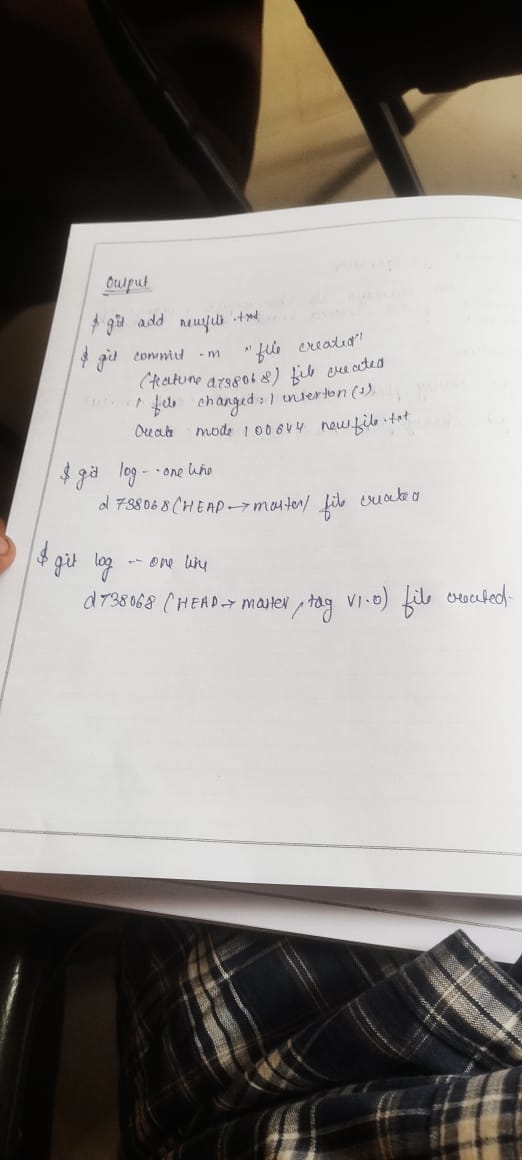 Output
$ git add newfile.txt
$ git commit -m "file created"
(feature d738068) file created
1 file changed: 1 insertion(+)
Create mode 100644 newfile.txt
$ git log -- one line
d738068 (HEAD → master) file created
$ git log -- one line
d738068 (HEAD → master, tag v1.0) file created.